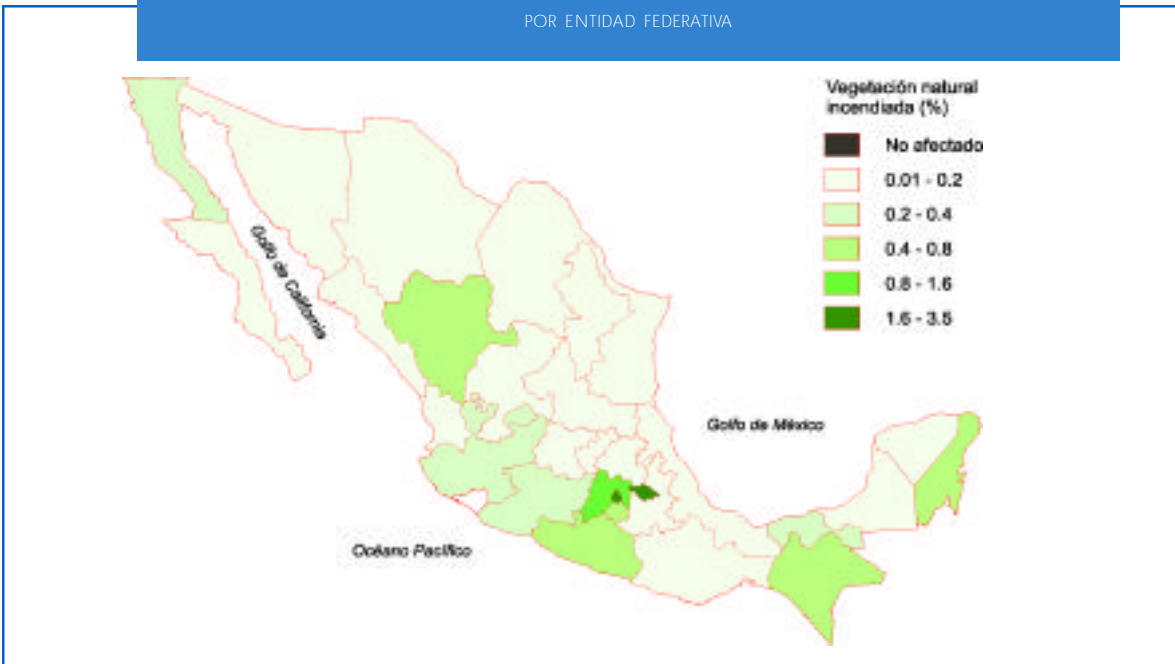 POR ENTIDAD FEDERATIVA
Vegetación natural
incendiada (%)
No afectado
0.01 - 0.2
0.2 - 0.4
0.4 - 0.8
0.8 - 1.6
1.6 - 3.5
Golfo de California
Golfo de México
Océano Pacífico